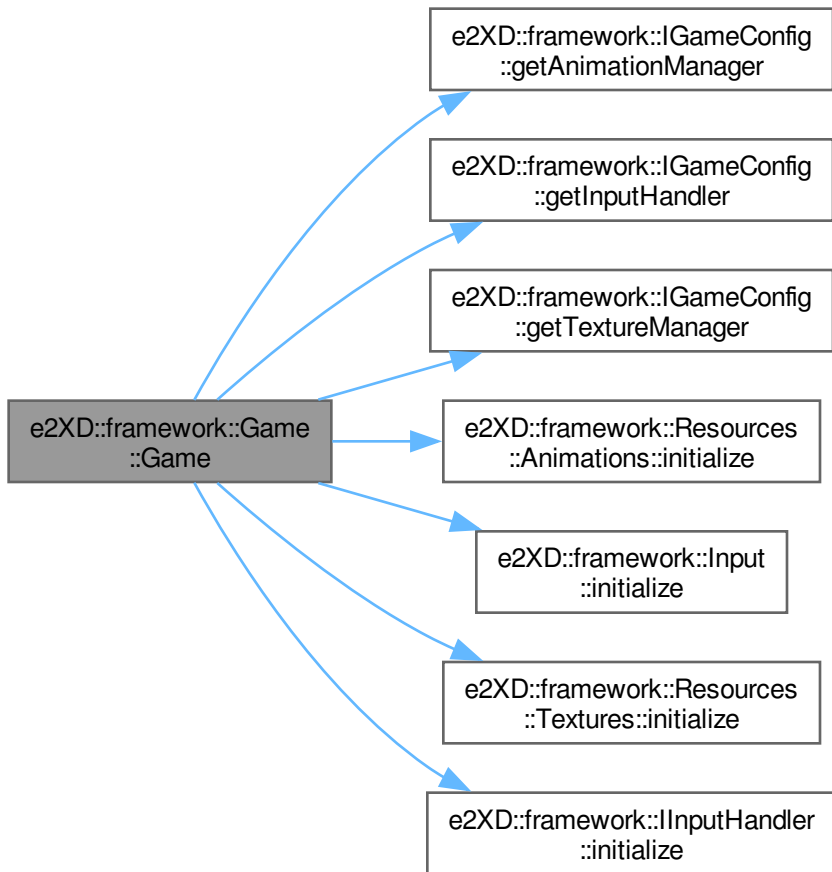 e2XD::framework::IGameConfig
::getAnimationManager
e2XD::framework::IGameConfig
::getInputHandler
e2XD::framework::IGameConfig
::getTextureManager
e2XD::framework::Game
::Game
e2XD::framework::Resources
::Animations::initialize
e2XD::framework::Input
::initialize
e2XD::framework::Resources
::Textures::initialize
e2XD::framework::IInputHandler
::initialize